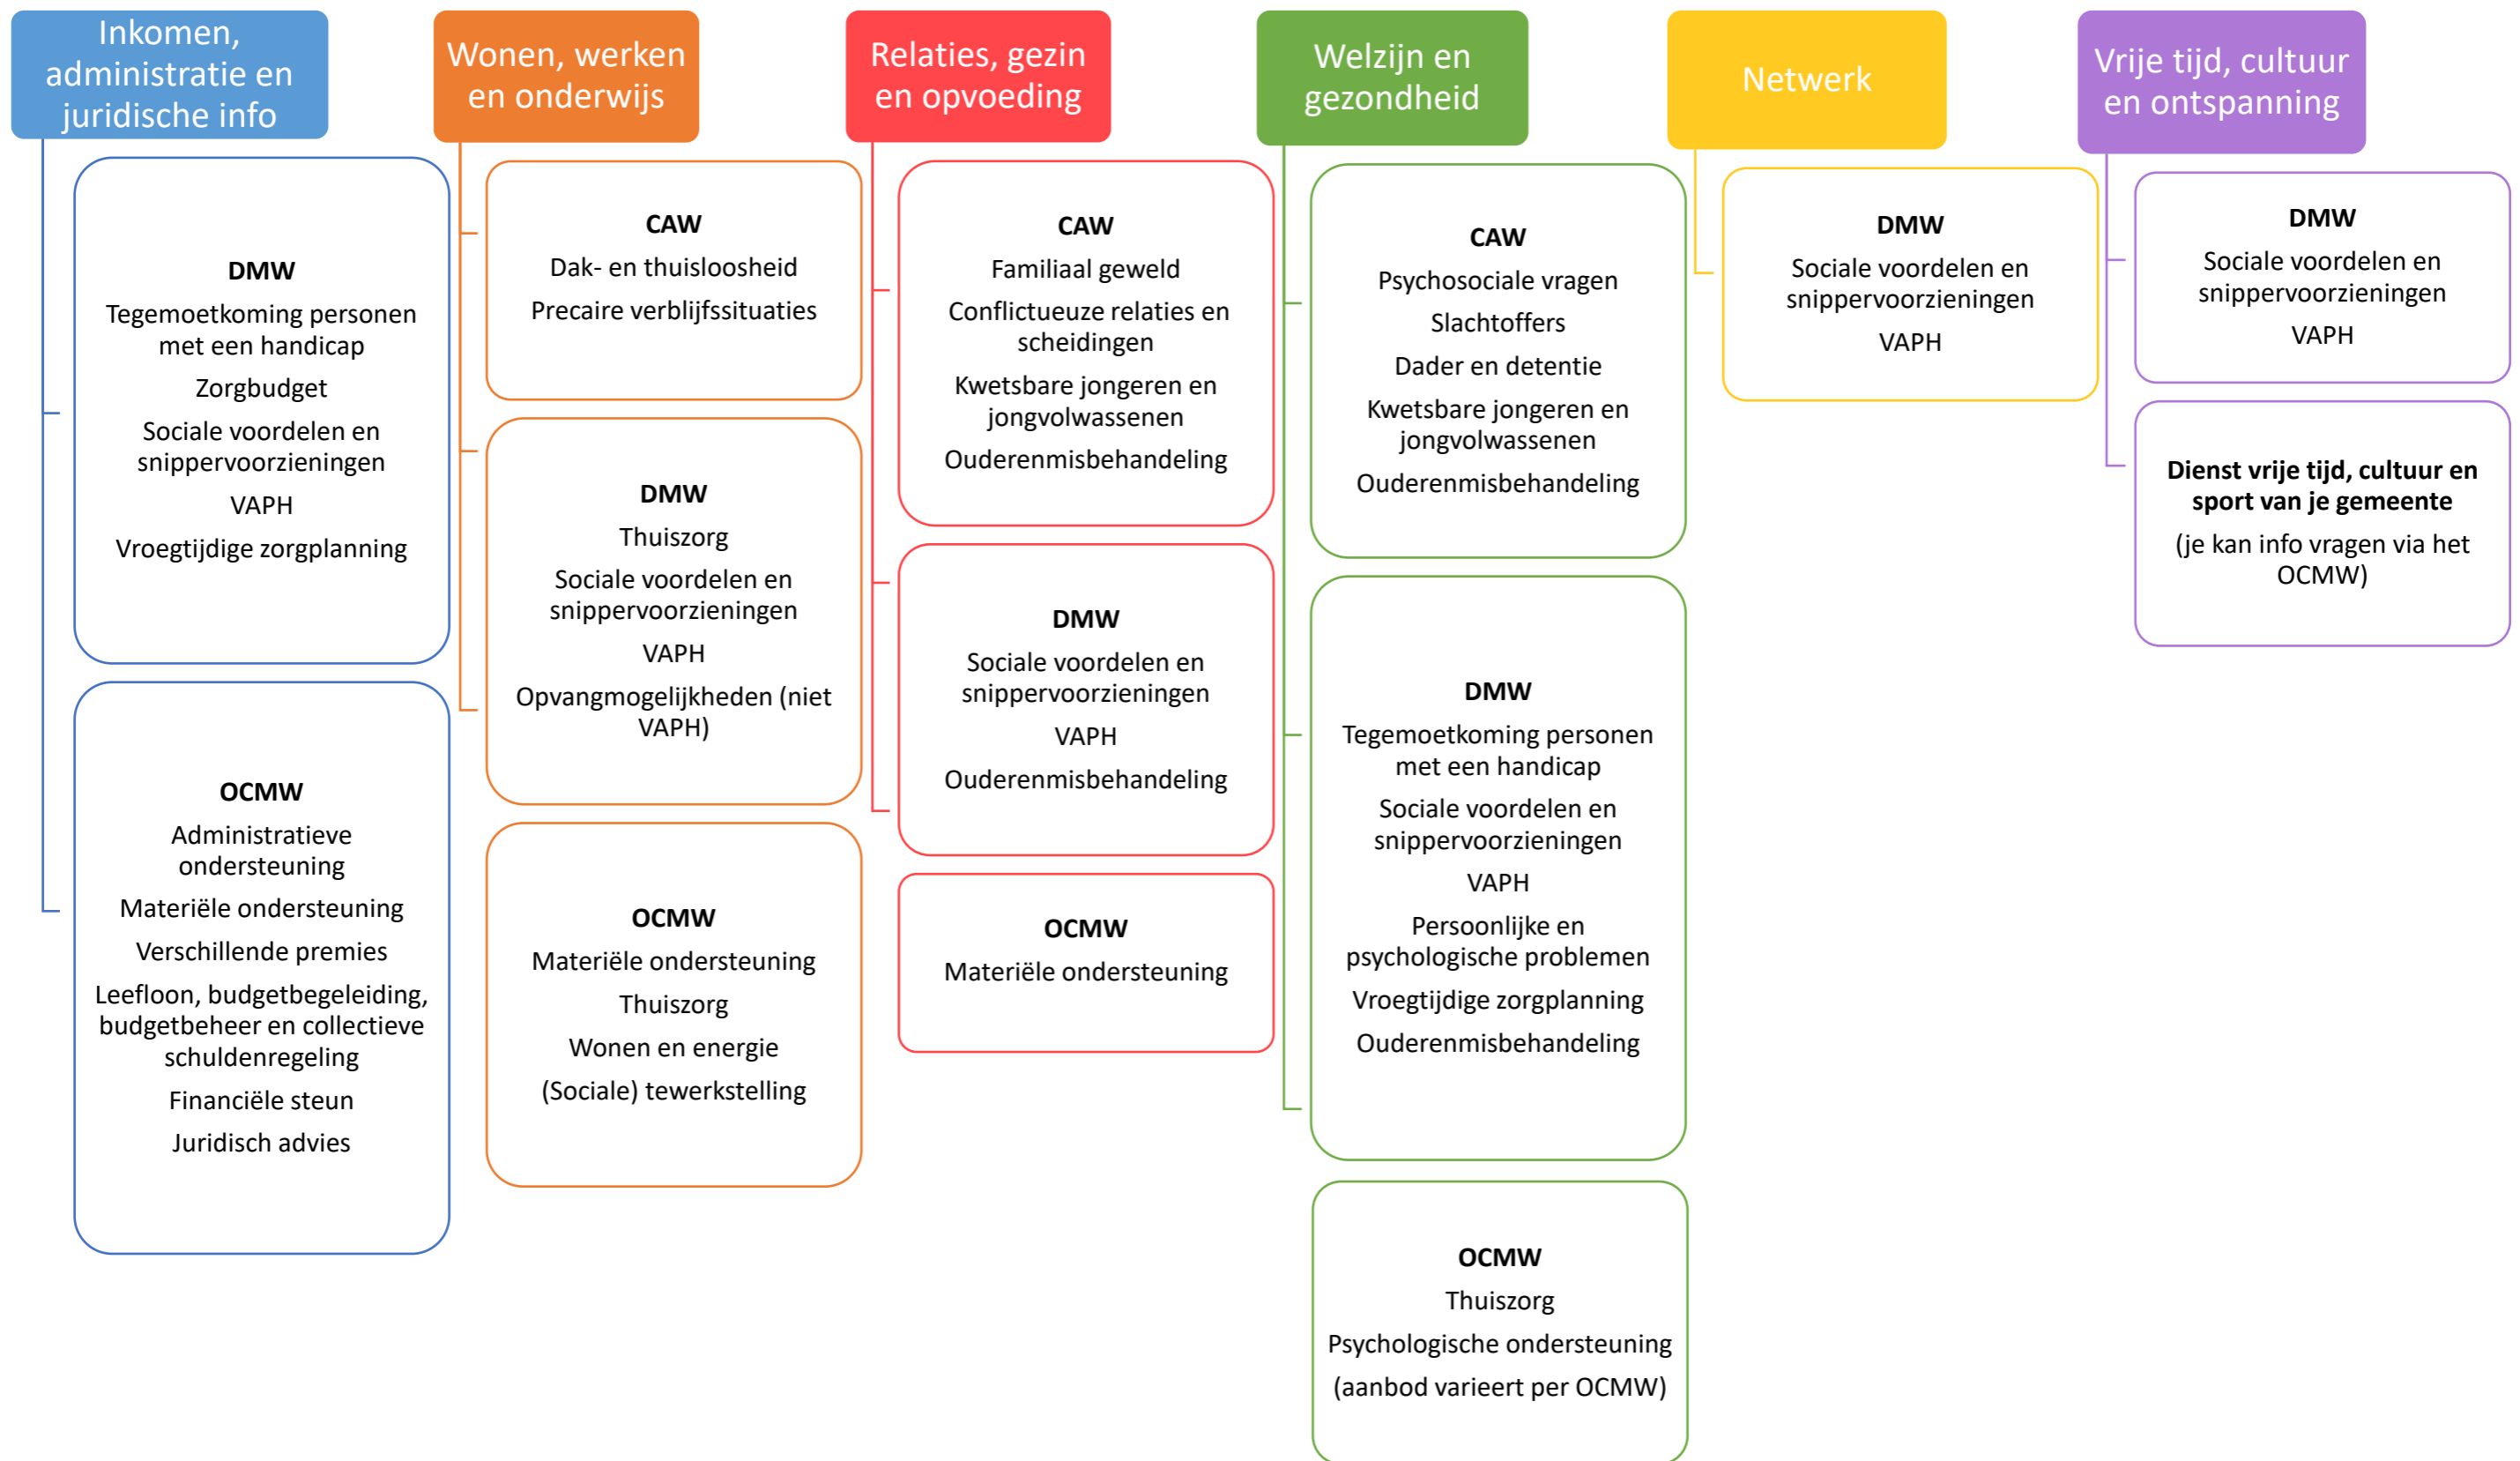 Inkomen,
administratie en
juridische info
DMW
Tegemoetkoming personen
met een handicap
Zorgbudget
Sociale voordelen en
snippervoorzieningen
VAPH
Vroegtijdige zorgplanning
OCMW
Administratieve
ondersteuning
Materiële ondersteuning
Verschillende premies
Leefloon, budgetbegeleiding,
budgetbeheer en collectieve
schuldenregeling
Financiële steun
Juridisch advies
Wonen, werken
en onderwijs
CAW
Dak- en thuisloosheid
Precaire verblijfssituaties
DMW
Thuiszorg
Sociale voordelen en
snippervoorzieningen
VAPH
Opvangmogelijkheden (niet
VAPH)
OCMW
Materiële ondersteuning
Thuiszorg
Wonen en energie
(Sociale) tewerkstelling
Relaties, gezin
en opvoeding
CAW
Familiaal geweld
Conflictueuze relaties en
scheidingen
Kwetsbare jongeren en
jongvolwassenen
Ouderenmisbehandeling
DMW
Sociale voordelen en
snippervoorzieningen
VAPH
Ouderenmisbehandeling
OCMW
Materiële ondersteuning
Welzijn en
gezondheid
CAW
Psychosociale vragen
Slachtoffers
Dader en detentie
Kwetsbare jongeren en
jongvolwassenen
Ouderenmisbehandeling
DMW
Tegemoetkoming personen
met een handicap
Sociale voordelen en
snippervoorzieningen
VAPH
Persoonlijke en
psychologische problemen
Vroegtijdige zorgplanning
Ouderenmisbehandeling
OCMW
Thuiszorg
Psychologische ondersteuning
(aanbod varieert per OCMW)
Netwerk
DMW
Sociale voordelen en
snippervoorzieningen
VAPH
Vrije tijd, cultuur
en ontspanning
DMW
Sociale voordelen en
snippervoorzieningen
VAPH
Dienst vrije tijd, cultuur en
sport van je gemeente
(je kan info vragen via het
OCMW)